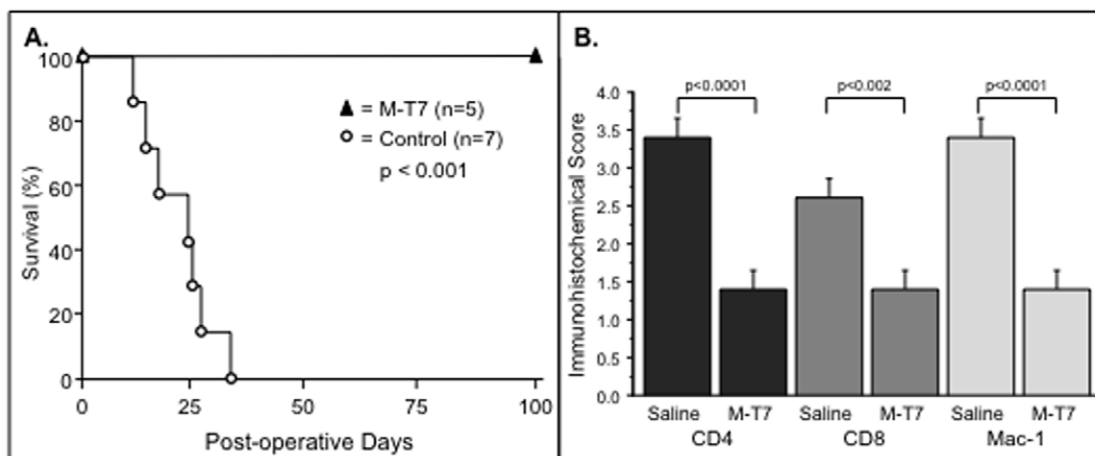 A.
100
80
60
40
20
0
Survival (%)
▲ = M-T7 (n=5)
○ = Control (n=7)
p < 0.001
0 25 50 75 100
Post-operative Days
B.
p<0.0001 p<0.002 p<0.0001
4.0
3.5
3.0
2.5
2.0
1.5
1.0
0.5
0.0
Immunohistochemical Score
Saline M-T7 Saline M-T7 Saline M-T7
CD4 CD8 Mac-1